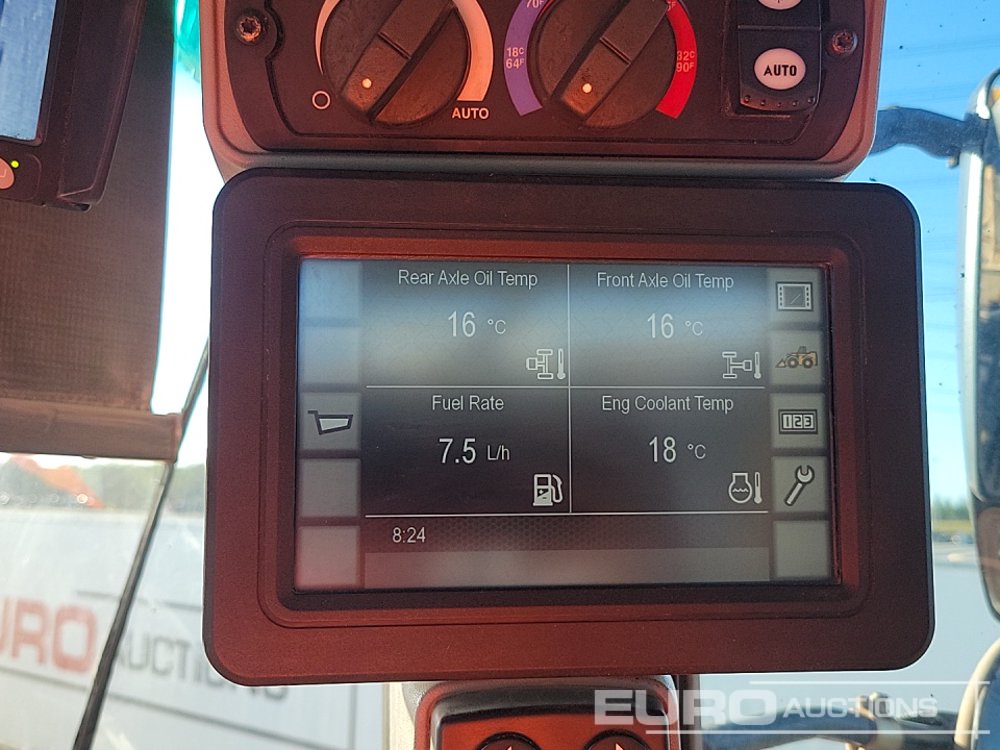 70F
18C
64F
32C
90F
AUTO
AUTO
Rear Axle Oil Temp
16 °C
Front Axle Oil Temp
16 °C
Fuel Rate
7.5 L/h
Eng Coolant Temp
18 °C
123
8:24
EURO AUCTIONS
EURO AUCTIONS